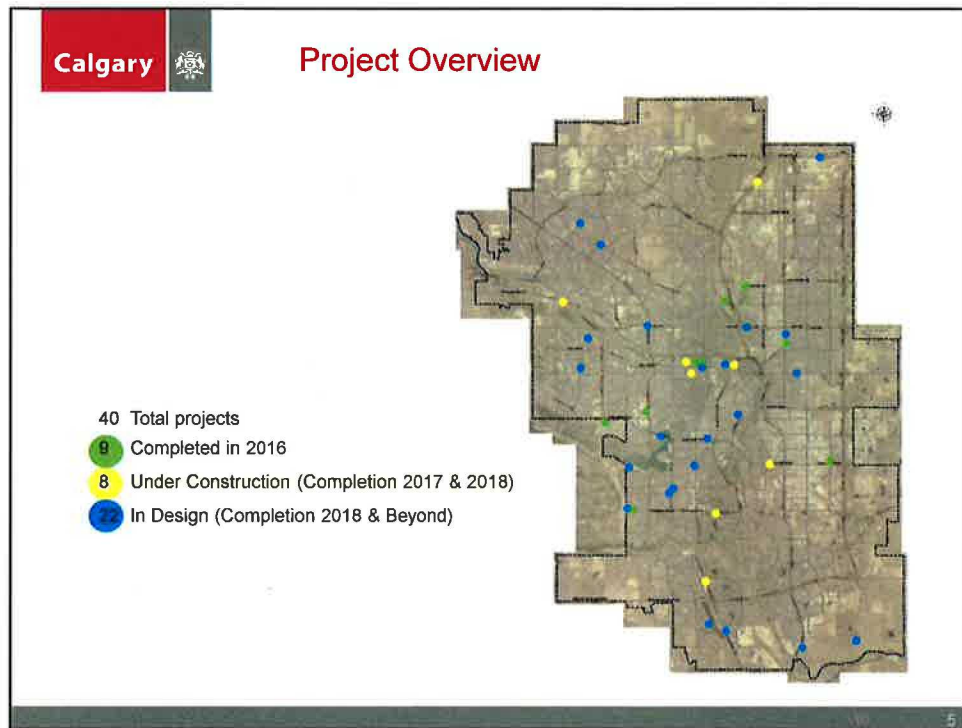 Calgary
Project Overview
40 Total projects
9 Completed in 2016
8 Under Construction (Completion 2017 & 2018)
22 In Design (Completion 2018 & Beyond)
5